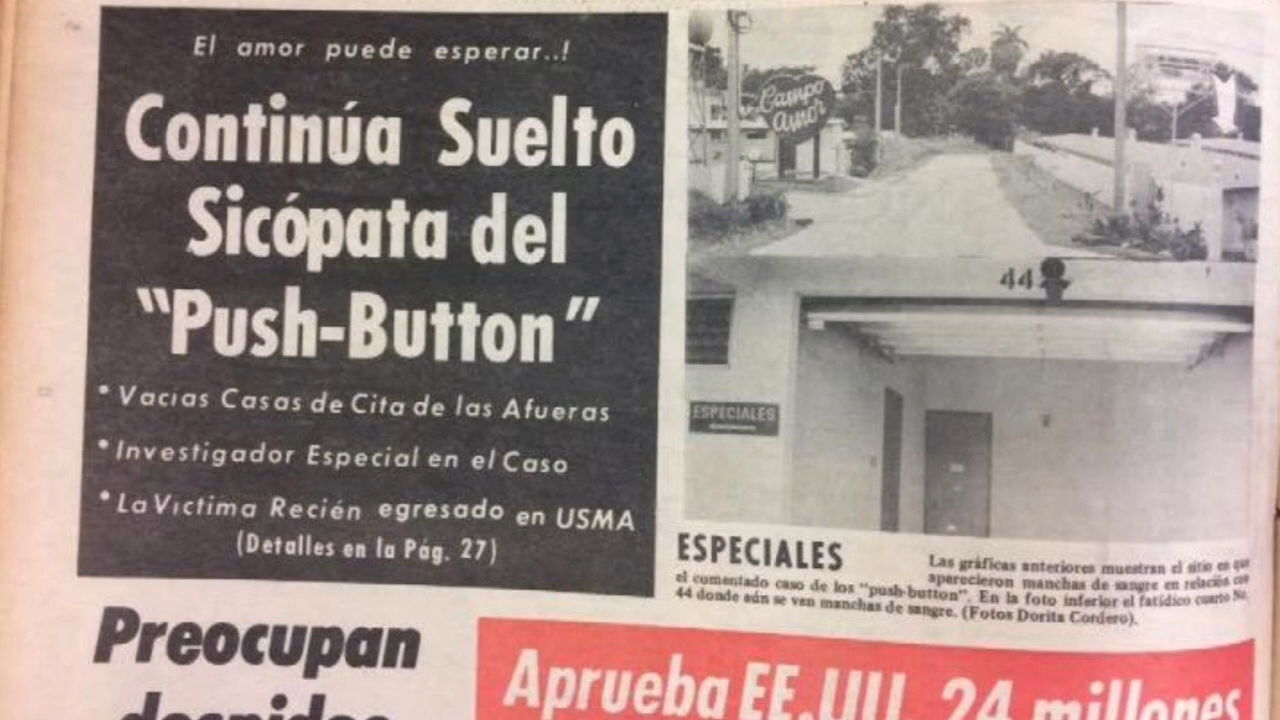 El amor puede esperar..!
Continúa Suelto
Sicópata del
"Push-Button"
* Vacías Casas de Cita de las Afueras
* Investigador Especial en el Caso
* La Victima Recién egresado en USMA
(Detalles en la Pág. 27)
Campo
amor
44
ESPECIALES
ESPECIALES
Las gráficas anteriores muestran el sitio en que
aparecieron manchas de sangre en relación con
el comentado caso de los "push-button". En la foto inferior el fatídico cuarto No.
44 donde aún se ven manchas de sangre. (Fotos Dorita Cordero).
Preocupan
despidos
Aprueba EE.UU. 24 millones